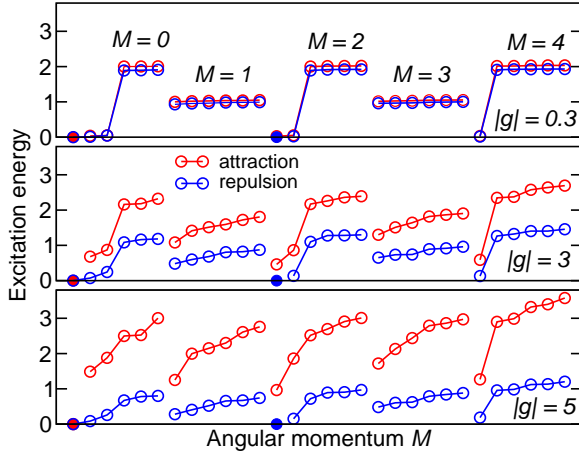 3
M = 0
M = 2
M = 4
2
M = 1
M = 3
1
|g| = 0.3
0
3
attraction
repulsion
2
1
|g| = 3
0
3
2
1
|g| = 5
0
Excitation energy
Angular momentum M